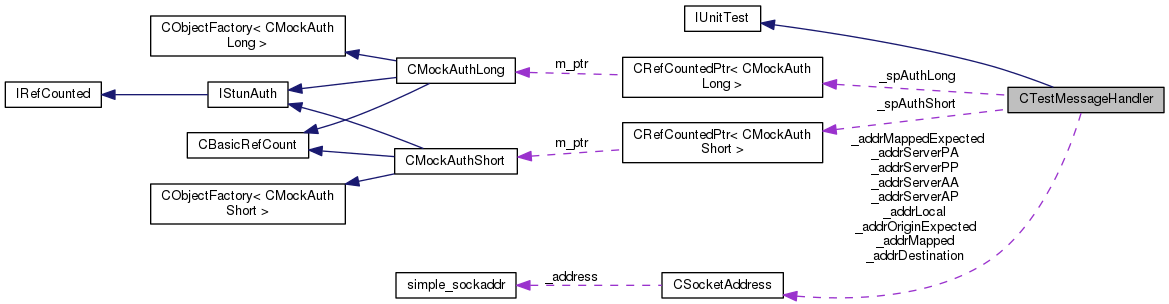 IUnitTest
CObjectFactory< CMockAuth
Long >
CMockAuthLong
m_ptr
CRefCountedPtr< CMockAuth
Long >
_spAuthLong
CTestMessageHandler
IRefCounted
IStunAuth
_spAuthShort
CBasicRefCount
CMockAuthShort
m_ptr
CRefCountedPtr< CMockAuth
Short >
CObjectFactory< CMockAuth
Short >
_addrMappedExpected
_addrServerPA
_addrServerPP
_addrServerAA
_addrServerAP
_addrLocal
_addrOriginExpected
_addrMapped
_addrDestination
simple_sockaddr
_address
CSocketAddress